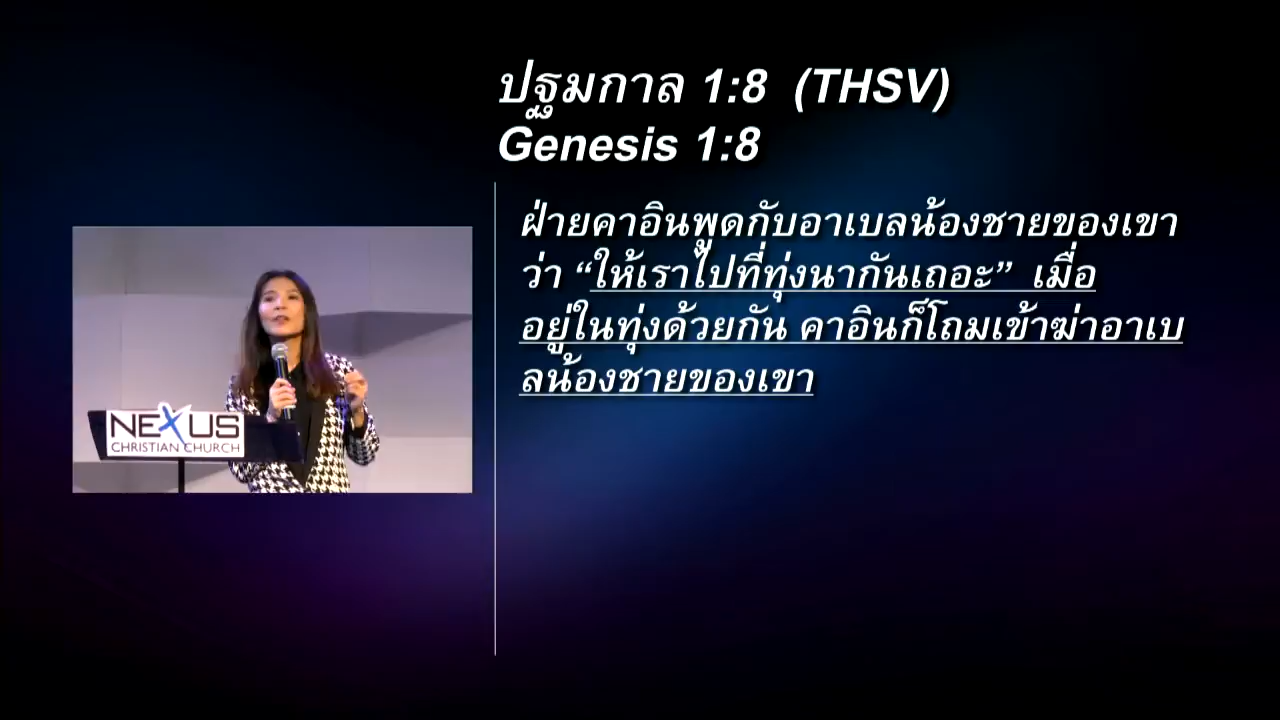 ปฐมกาล 1:8 (THSV)
Genesis 1:8
ฝ่ายคาอินพูดกับอาเบลน้องชายของเขา
ว่า “ให้เราไปที่ทุ่งนากันเถอะ” เมื่อ
อยู่ในทุ่งด้วยกัน คาอินก็โถมเข้าฆ่าอาเบ
ลน้องชายของเขา
NEXUS
CHRISTIAN CHURCH